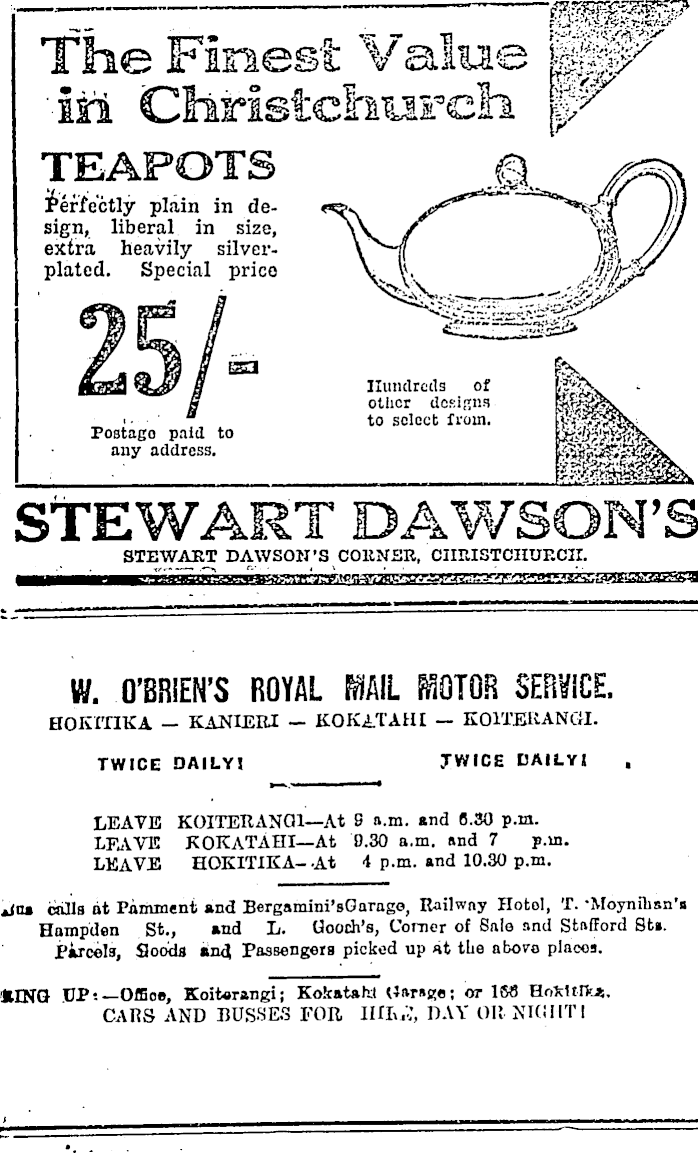 The Finest Value
in Christchurch
TEAPOTS
Perfectly plain in de-
sign, liberal in size,
extra heavily silver-
plated. Special price
25/-
Postage paid to
any address.
Hundreds of
other designs
to select from.
STEWART DAWSON'S
STEWART DAWSON'S CORNER, CHRISTCHURCH.
W. O'BRIEN'S ROYAL MAIL MOTOR SERVICE.
HOKITIKA — KANIERI — KOKATAHI — KOITERANGI.
TWICE DAILY! TWICE DAILY!
LEAVE KOITERANGI—At 9 a.m. and 6.30 p.m.
LEAVE KOKATAHI—At 9.30 a.m. and 7 p.m.
LEAVE HOKITIKA—At 4 p.m. and 10.30 p.m.
calls at Pamment and Bergamini'sGarage, Railway Hotel, T. Moynihan's
Hampden St., and L. Gooch's, Corner of Sale and Stafford Sts.
Parcels, Goods and Passengers picked up at the above places.
RING UP:—Office, Koiterangi; Kokatahi Garage; or 166 Hokitika.
CARS AND BUSSES FOR HIRE, DAY OR NIGHT!